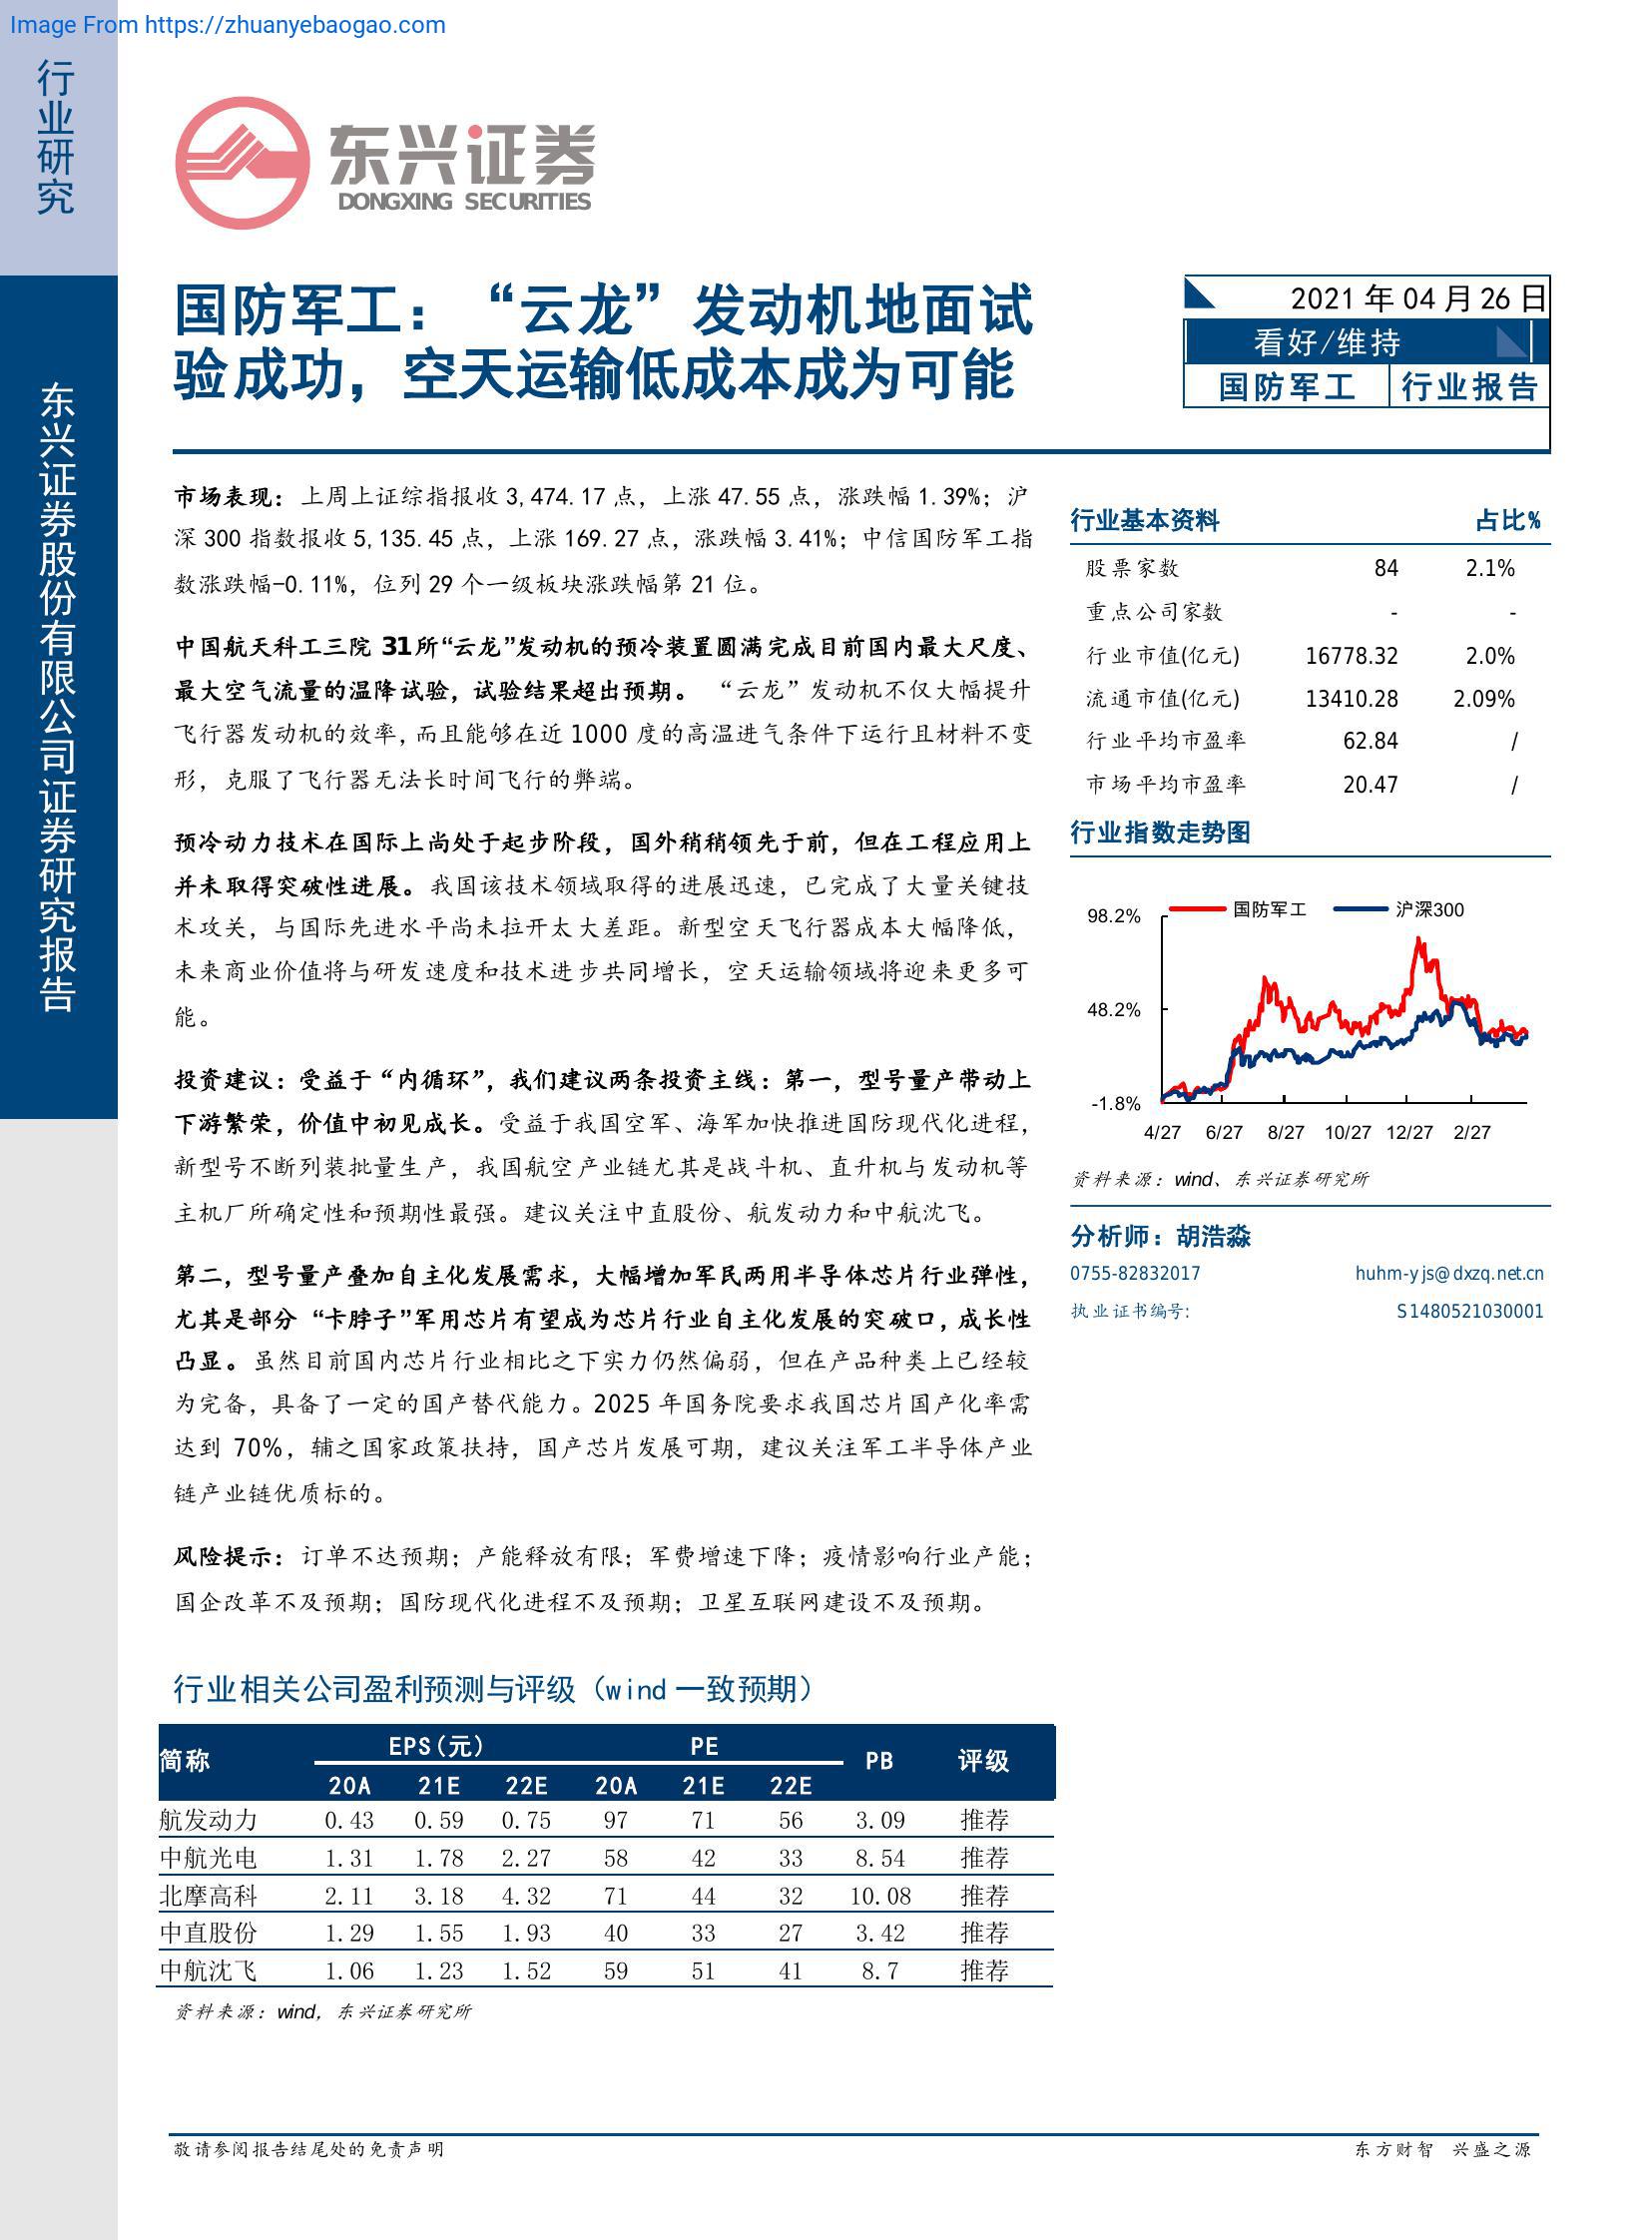 Image From https://zhuanyebaogao.com
行业研究
东兴证券股份有限公司证券研究报告
东兴证券
DONGXING SECURITIES
国防军工：“云龙”发动机地面试
验成功，空天运输低成本成为可能
2021 年 04 月 26 日
看好/维持
国防军工 行业报告
市场表现：上周上证综指报收 3,474.17 点，上涨 47.55 点，涨跌幅 1.39%；沪
深 300 指数报收 5,135.45 点，上涨 169.27 点，涨跌幅 3.41%；中信国防军工指
数涨跌幅-0.11%，位列 29 个一级板块涨跌幅第 21 位。
中国航天科工三院 31 所“云龙”发动机的预冷装置圆满完成目前国内最大尺度、
最大空气流量的温降试验，试验结果超出预期。 “云龙”发动机不仅大幅提升
飞行器发动机的效率，而且能够在近 1000 度的高温进气条件下运行且材料不变
形，克服了飞行器无法长时间飞行的弊端。
预冷动力技术在国际上尚处于起步阶段，国外稍稍领先于前，但在工程应用上
并未取得突破性进展。我国该技术领域取得的进展迅速，已完成了大量关键技
术攻关，与国际先进水平尚未拉开太大差距。新型空天飞行器成本大幅降低，
未来商业价值将与研发速度和技术进步共同增长，空天运输领域将迎来更多可
能。
投资建议：受益于“内循环”，我们建议两条投资主线：第一，型号量产带动上
下游繁荣，价值中初见成长。受益于我国空军、海军加快推进国防现代化进程，
新型号不断列装批量生产，我国航空产业链尤其是战斗机、直升机与发动机等
主机厂所确定性和预期性最强。建议关注中直股份、航发动力和中航沈飞。
第二，型号量产叠加自主化发展需求，大幅增加军民两用半导体芯片行业弹性，
尤其是部分 “卡脖子”军用芯片有望成为芯片行业自主化发展的突破口，成长性
凸显。虽然目前国内芯片行业相比之下实力仍然偏弱，但在产品种类上已经较
为完备，具备了一定的国产替代能力。2025 年国务院要求我国芯片国产化率需
达到 70%，辅之国家政策扶持，国产芯片发展可期，建议关注军工半导体产业
链产业链优质标的。
风险提示：订单不达预期；产能释放有限；军费增速下降；疫情影响行业产能；
国企改革不及预期；国防现代化进程不及预期；卫星互联网建设不及预期。
行业基本资料 占比%
股票家数 84 2.1%
重点公司家数 - -
行业市值(亿元) 16778.32 2.0%
流通市值(亿元) 13410.28 2.09%
行业平均市盈率 62.84 /
市场平均市盈率 20.47 /
行业指数走势图
国防军工 沪深300
98.2%
48.2%
-1.8%
4/27 6/27 8/27 10/27 12/27 2/27
资料来源：wind、东兴证券研究所
分析师：胡浩淼
0755-82832017 huhm-yjs@dxzq.net.cn
执业证书编号: S1480521030001
行业相关公司盈利预测与评级（wind 一致预期）
简称 EPS(元) PE PB 评级
20A 21E 22E 20A 21E 22E
航发动力 0.43 0.59 0.75 97 71 56 3.09 推荐
中航光电 1.31 1.78 2.27 58 42 33 8.54 推荐
北摩高科 2.11 3.18 4.32 71 44 32 10.08 推荐
中直股份 1.29 1.55 1.93 40 33 27 3.42 推荐
中航沈飞 1.06 1.23 1.52 59 51 41 8.7 推荐
资料来源：wind，东兴证券研究所
敬请参阅报告结尾处的免责声明
东方财智 兴盛之源